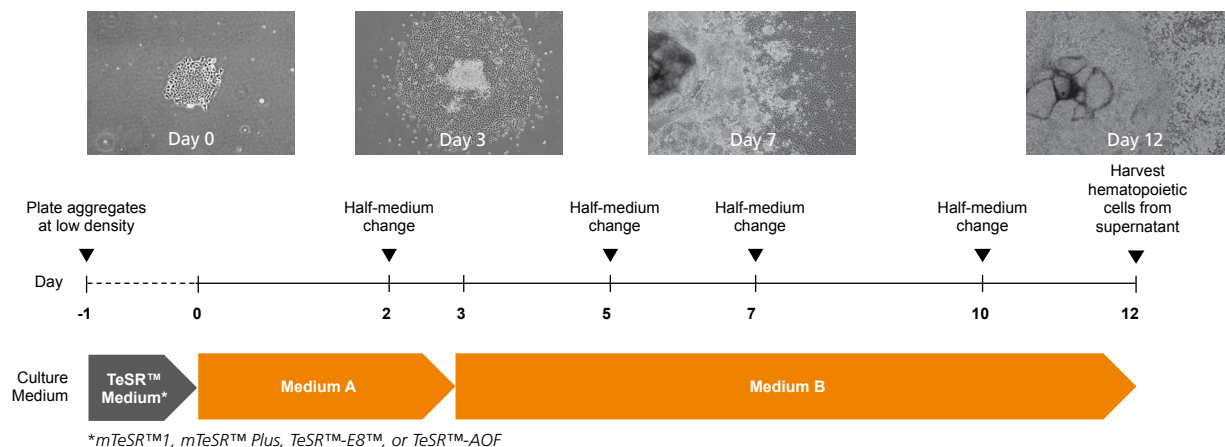 Day 0
Day 3
Day 7
Day 12
Plate aggregates
at low density
Half-medium
change
Half-medium
change
Half-medium
change
Half-medium
change
Harvest
hematopoietic
cells from
supernatant
Day
-1
0
2
3
5
7
10
12
Culture
Medium
TeSR™
Medium*
Medium A
Medium B
*mTeSR™1, mTeSR™ Plus, TeSR™-E8™, or TeSR™-AOF